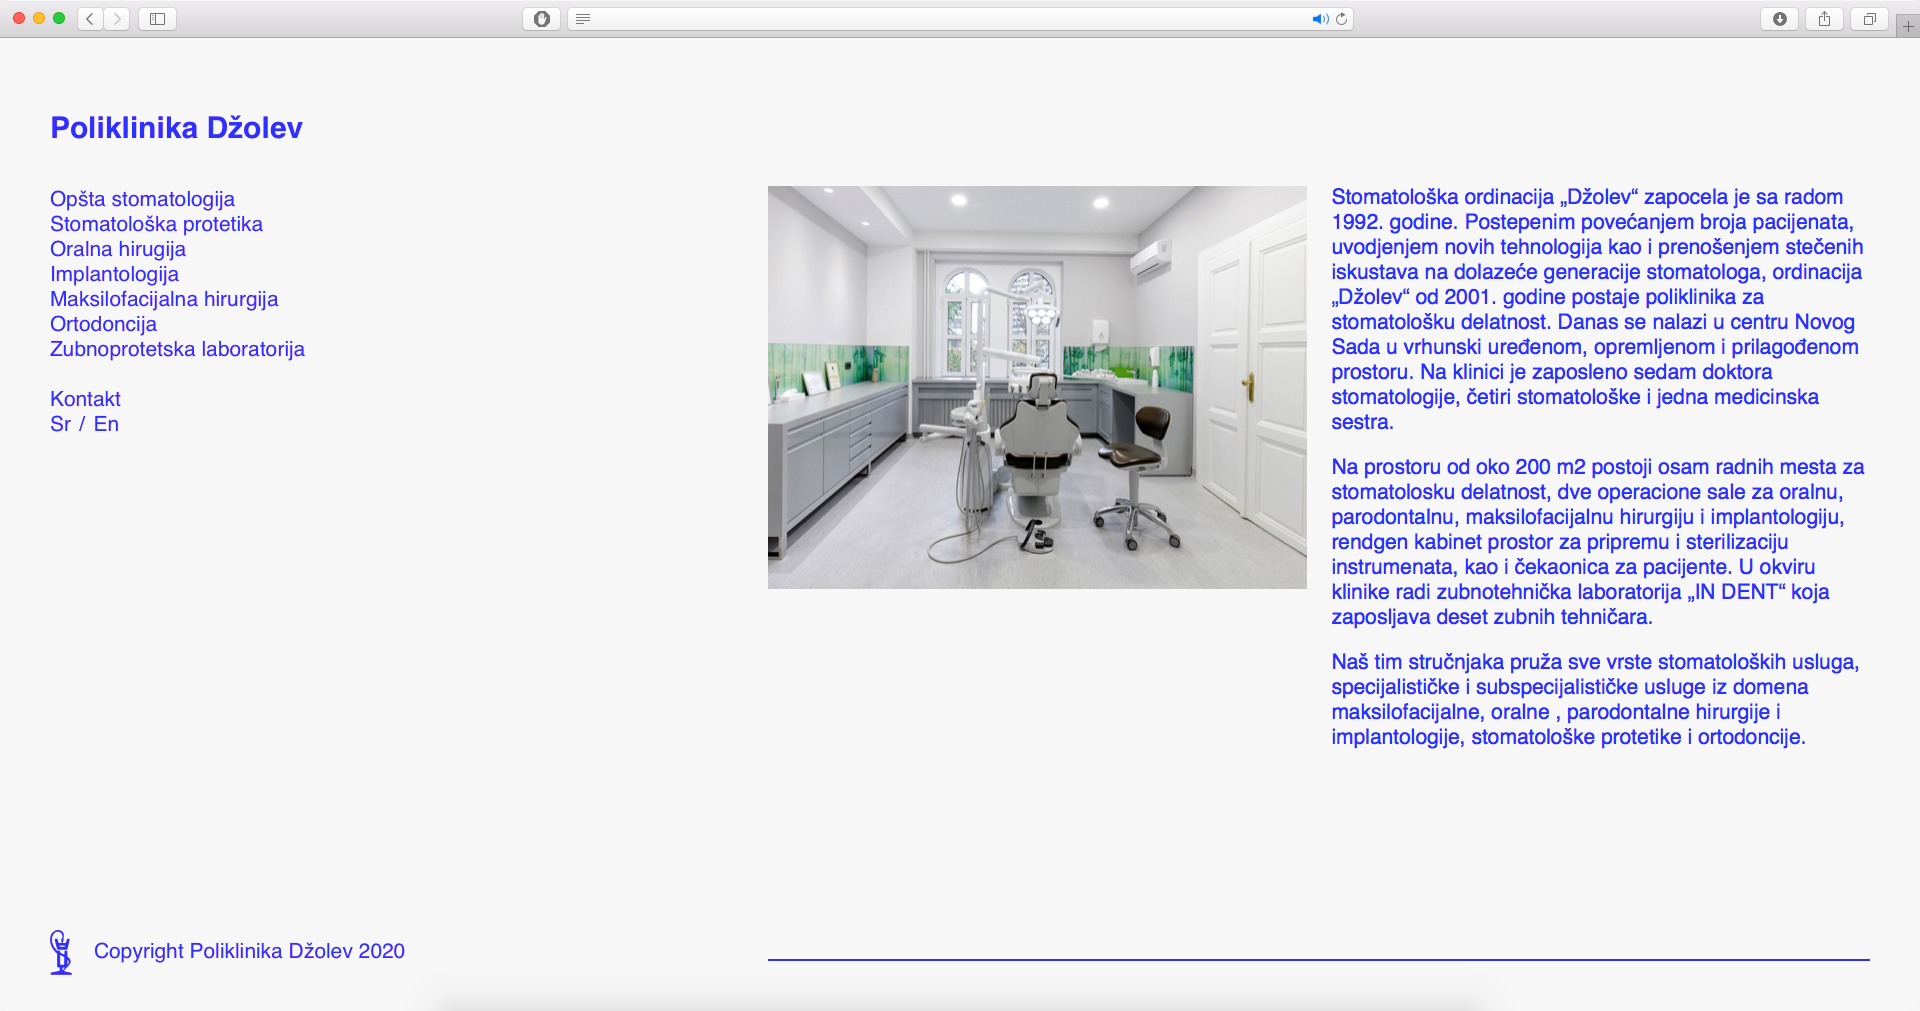 Poliklinika Džolev
Opšta stomatologija
Stomatološka protetika
Oralna hirugija
Implantologija
Maksilofacijalna hirurgija
Ortodoncija
Zubnoprotetska laboratorija
Kontakt
Sr / En
Stomatološka ordinacija „Džolev“ zapocela je sa radom
1992. godine. Postepenim povećanjem broja pacijenata,
uvodjenjem novih tehnologija kao i prenošenjem stečenih
iskustava na dolazeće generacije stomatologa, ordinacija
„Džolev“ od 2001. godine postaje poliklinika za
stomatološku delatnost. Danas se nalazi u centru Novog
Sada u vrhunski uređenom, opremljenom i prilagođenom
prostoru. Na klinici je zaposleno sedam doktora
stomatologije, četiri stomatološke i jedna medicinska
sestra.
Na prostoru od oko 200 m2 postoji osam radnih mesta za
stomatolosku delatnost, dve operacione sale za oralnu,
parodontalnu, maksilofacijalnu hirurgiju i implantologiju,
rendgen kabinet prostor za pripremu i sterilizaciju
instrumenata, kao i čekaonica za pacijente. U okviru
klinike radi zubnotehnička laboratorija „IN DENT“ koja
zaposljava deset zubnih tehničara.
Naš tim stručnjaka pruža sve vrste stomatoloških usluga,
specijalističke i subspecijalističke usluge iz domena
maksilofacijalne, oralne , parodontalne hirurgije i
implantologije, stomatološke protetike i ortodoncije.
Copyright Poliklinika Džolev 2020